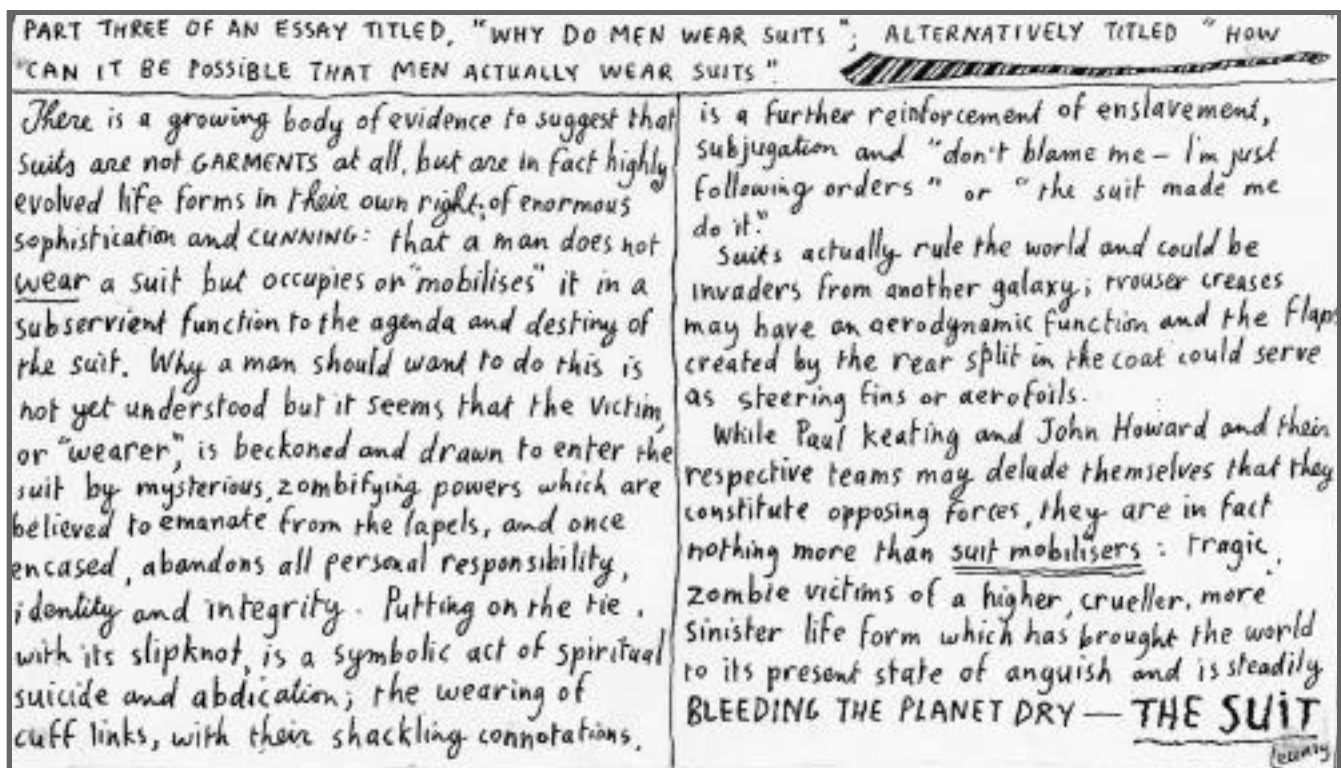 PART THREE OF AN ESSAY TITLED, "WHY DO MEN WEAR SUITS"; ALTERNATIVELY TITLED "HOW
"CAN IT BE POSSIBLE THAT MEN ACTUALLY WEAR SUITS".
There is a growing body of evidence to suggest that
suits are not GARMENTS at all, but are in fact highly
evolved life forms in their own right; of enormous
sophistication and CUNNING: that a man does not
wear a suit but occupies or "mobilises" it in a
subservient function to the agenda and destiny of
the suit. Why a man should want to do this is
not yet understood but it seems that the victim,
or "wearer", is beckoned and drawn to enter the
suit by mysterious, zombifying powers which are
believed to emanate from the lapels, and once
encased, abandons all personal responsibility,
identity and integrity. Putting on the tie,
with its slipknot, is a symbolic act of spiritual
suicide and abdication; the wearing of
cuff links, with their shackling connotations,
is a further reinforcement of enslavement,
subjugation and "don't blame me – I'm just
following orders" or "the suit made me
do it."
Suits actually rule the world and could be
invaders from another galaxy; trouser creases
may have an aerodynamic function and the flaps
created by the rear split in the coat could serve
as steering fins or aerofoils.
While Paul Keating and John Howard and their
respective teams may delude themselves that they
constitute opposing forces, they are in fact
nothing more than suit mobilisers: tragic,
zombie victims of a higher, crueller, more
sinister life form which has brought the world
to its present state of anguish and is steadily
BLEEDING THE PLANET DRY — THE SUIT
Leunig